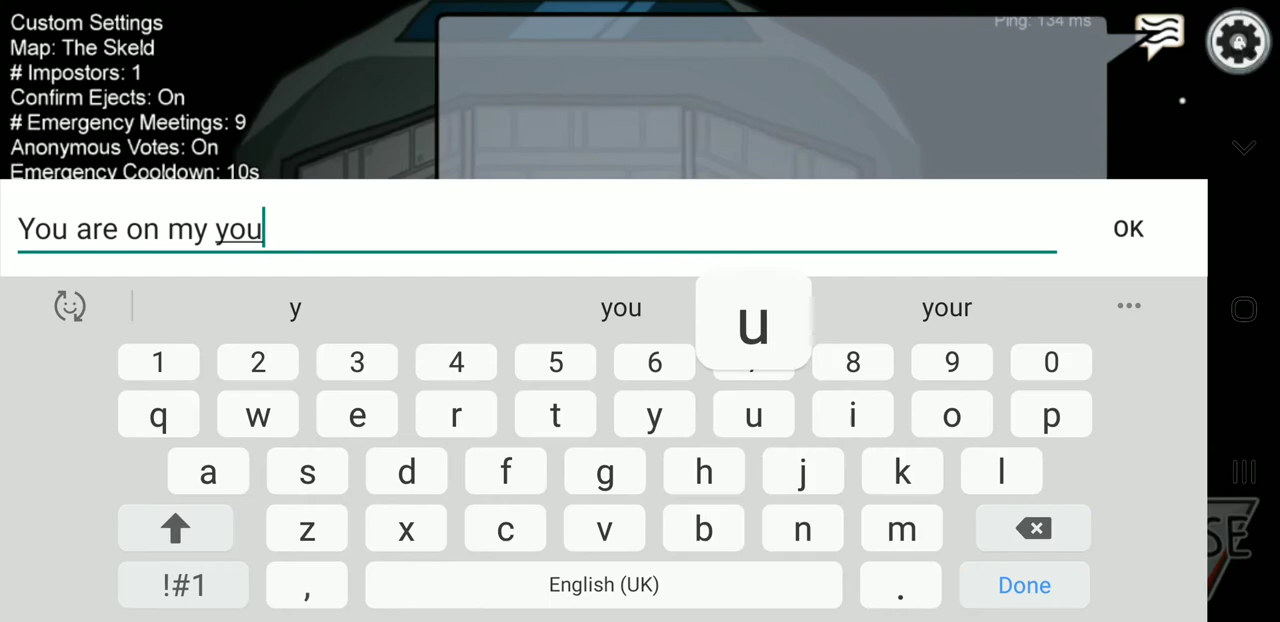 Custom Settings
Map: The Skeld
# Impostors: 1
Confirm Ejects: On
# Emergency Meetings: 9
Anonymous Votes: On
Emergency Cooldown: 10s
Ping: 134 ms
You are on my you
OK
y you your
u
1 2 3 4 5 6 8 9 0
q w e r t y u i o p
a s d f g h j k l
z x c v b n m
!#1 , English (UK) . Done
SE